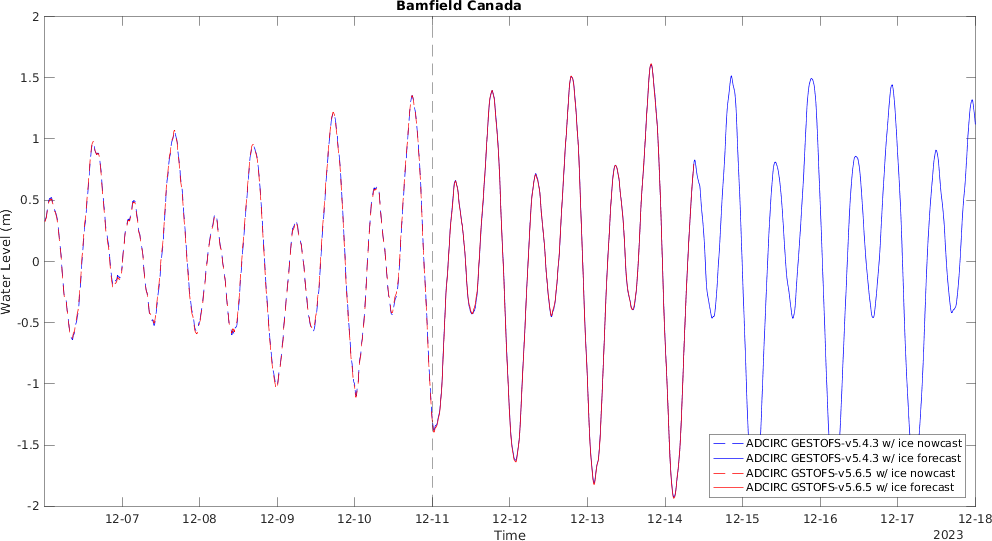 Bamfield Canada
2
1.5
1
0.5
0
-0.5
-1
-1.5
-2
Water Level (m)
12-07 12-08 12-09 12-10 12-11 12-12 12-13 12-14 12-15 12-16 12-17 12-18
Time
2023
ADCIRC GESTOFS-v5.4.3 w/ ice nowcast
ADCIRC GESTOFS-v5.4.3 w/ ice forecast
ADCIRC GSTOFS-v5.6.5 w/ ice nowcast
ADCIRC GSTOFS-v5.6.5 w/ ice forecast